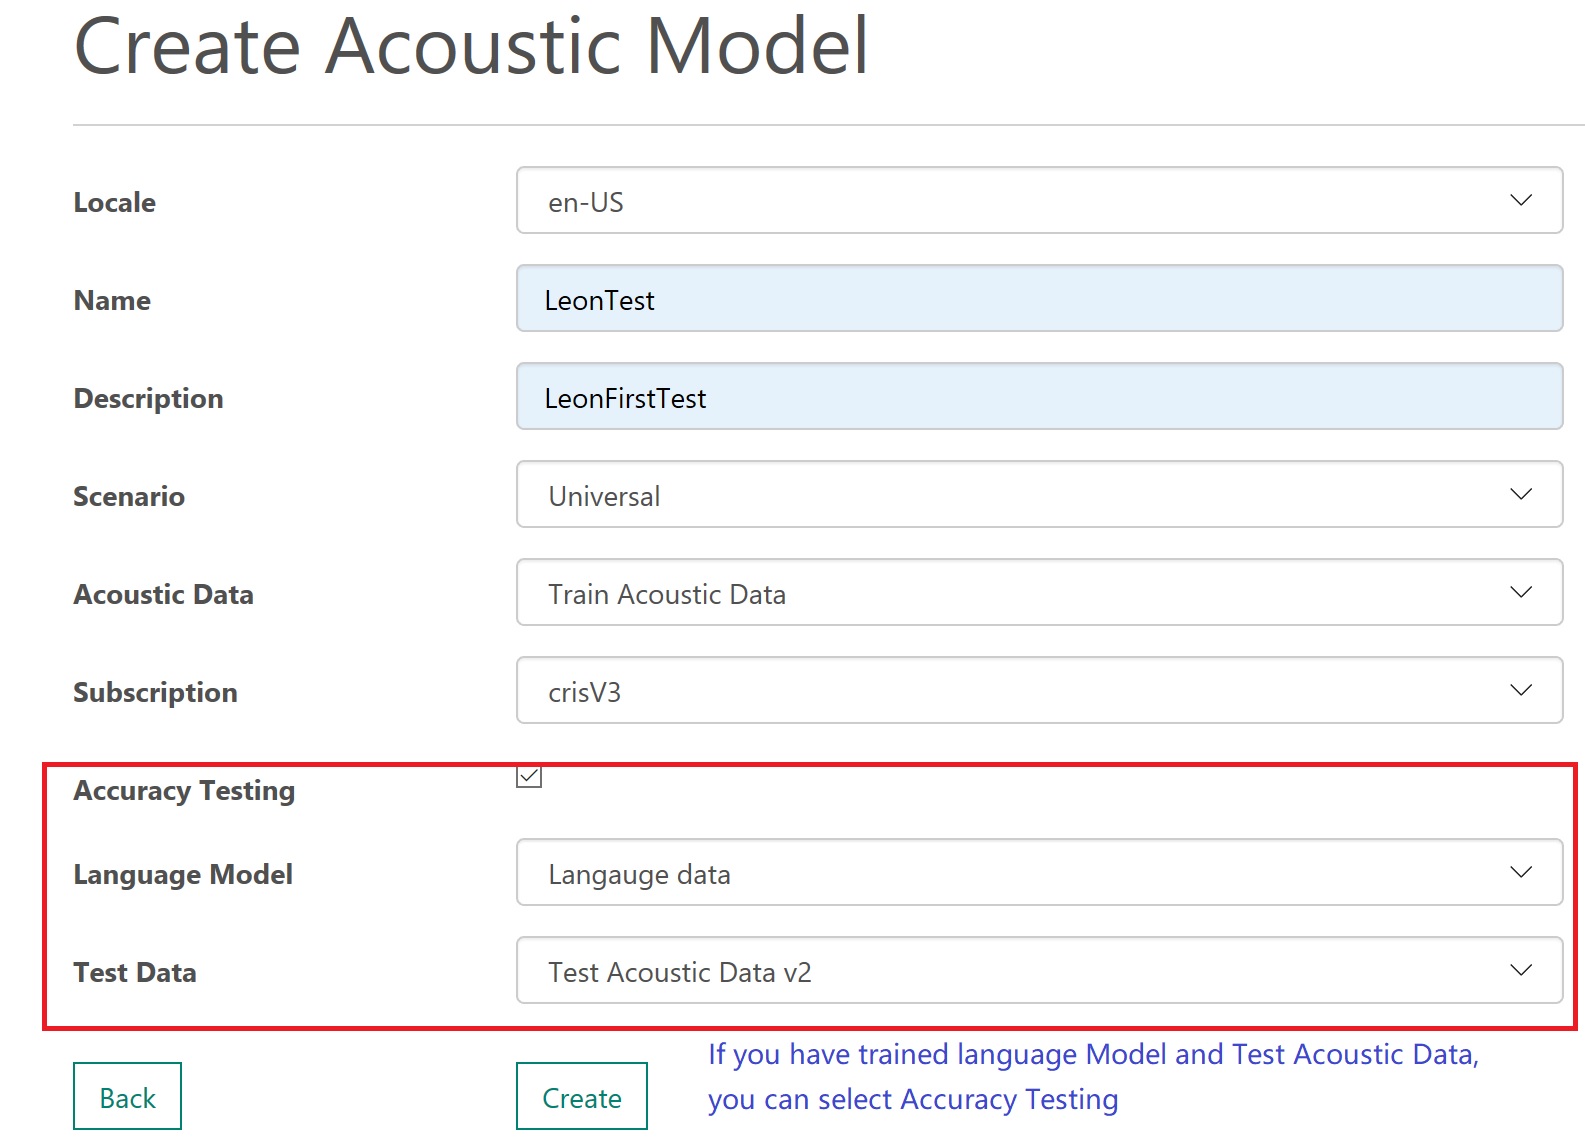 Create Acoustic Model
Locale
en-US
Name
LeonTest
Description
LeonFirstTest
Scenario
Universal
Acoustic Data
Train Acoustic Data
Subscription
crisV3
Accuracy Testing
Language Model
Langauge data
Test Data
Test Acoustic Data v2
Back
Create
If you have trained language Model and Test Acoustic Data,
you can select Accuracy Testing